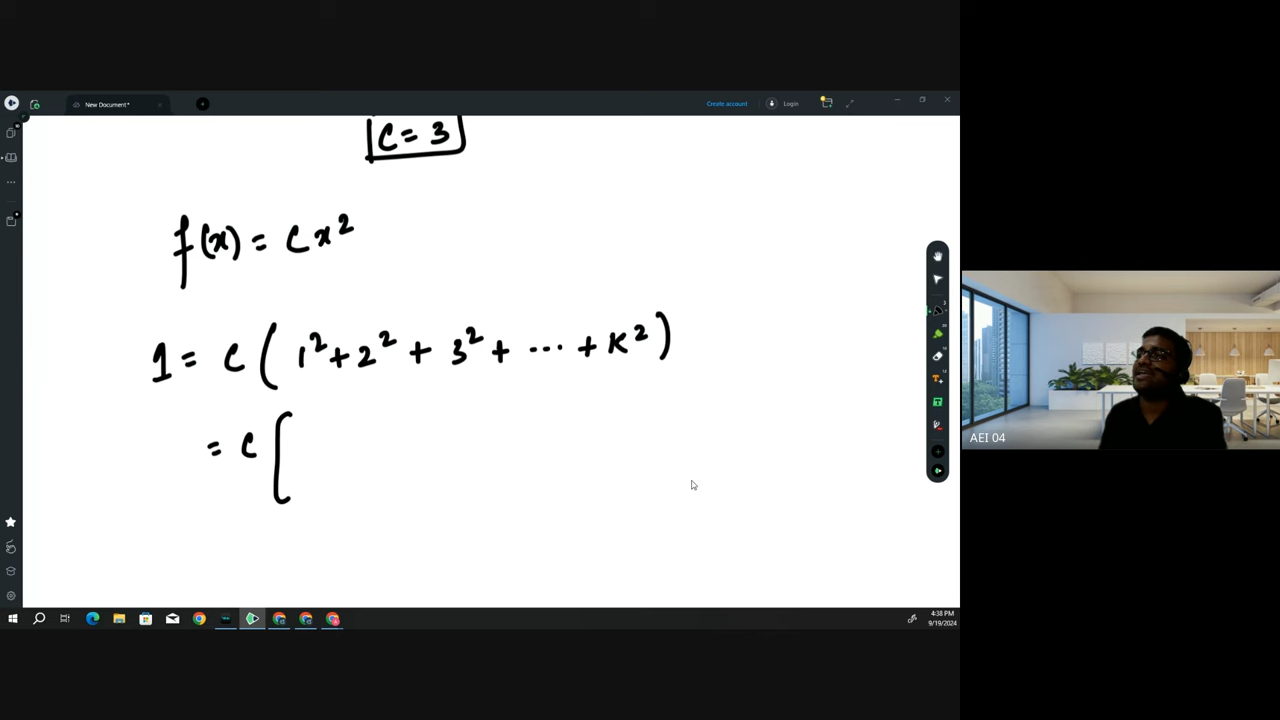 New Document*
Create account
Login
C = 3
f(x) = c x²
1 = c ( 1² + 2² + 3² + ... + K² )
= c [
AEI 04
4:38 PM
9/19/2024